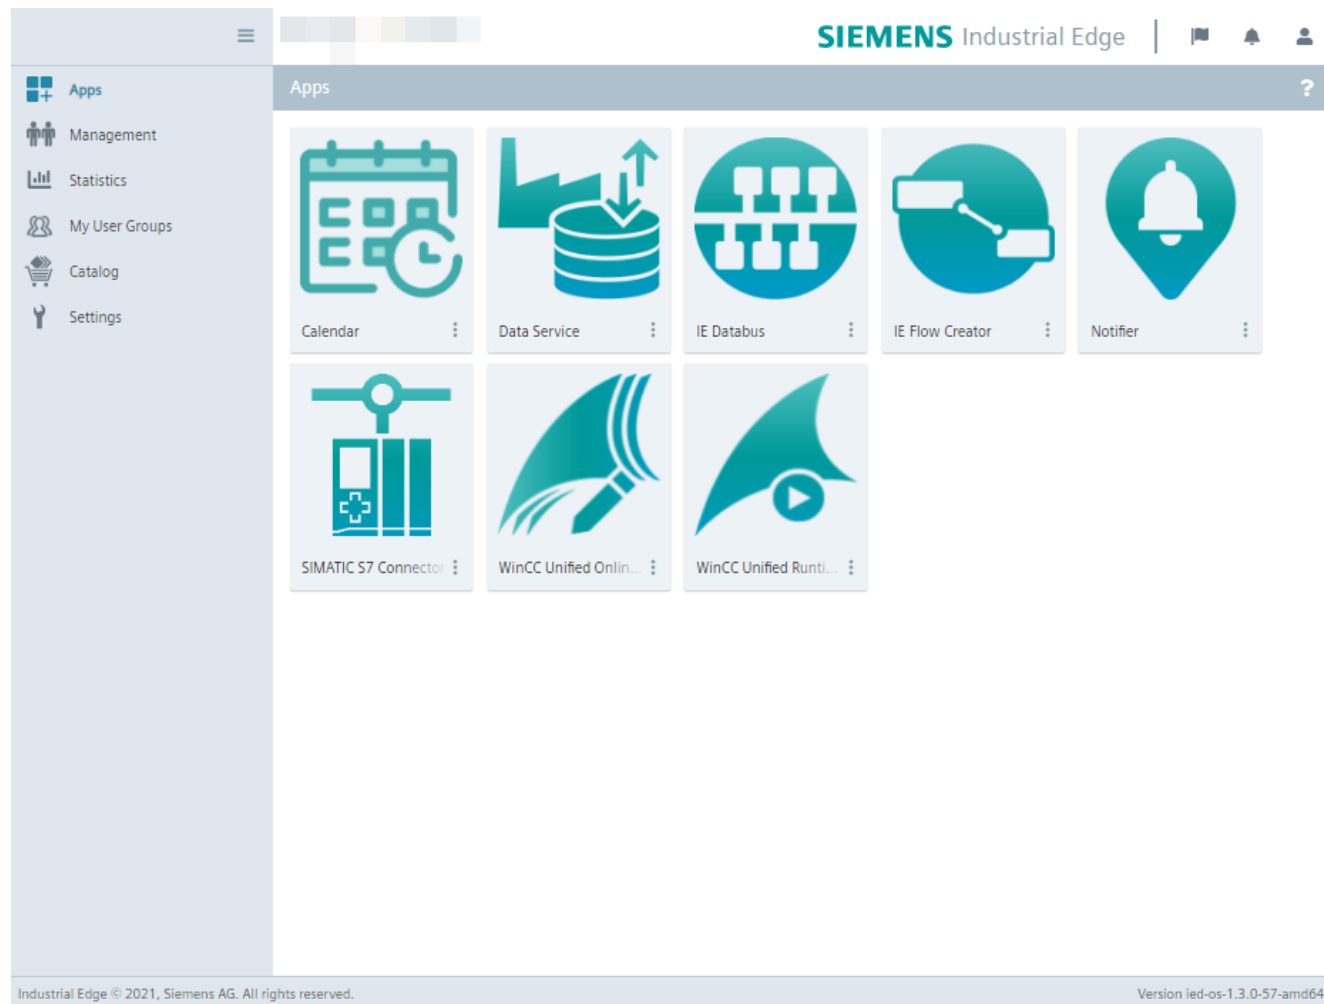 SIEMENS Industrial Edge
Apps
Management
Statistics
My User Groups
Catalog
Settings
Apps
?
Calendar
Data Service
IE Databus
IE Flow Creator
Notifier
SIMATIC S7 Connector
WinCC Unified Onlin...
WinCC Unified Runti...
Industrial Edge © 2021, Siemens AG. All rights reserved.
Version ied-os-1.3.0-57-amd64